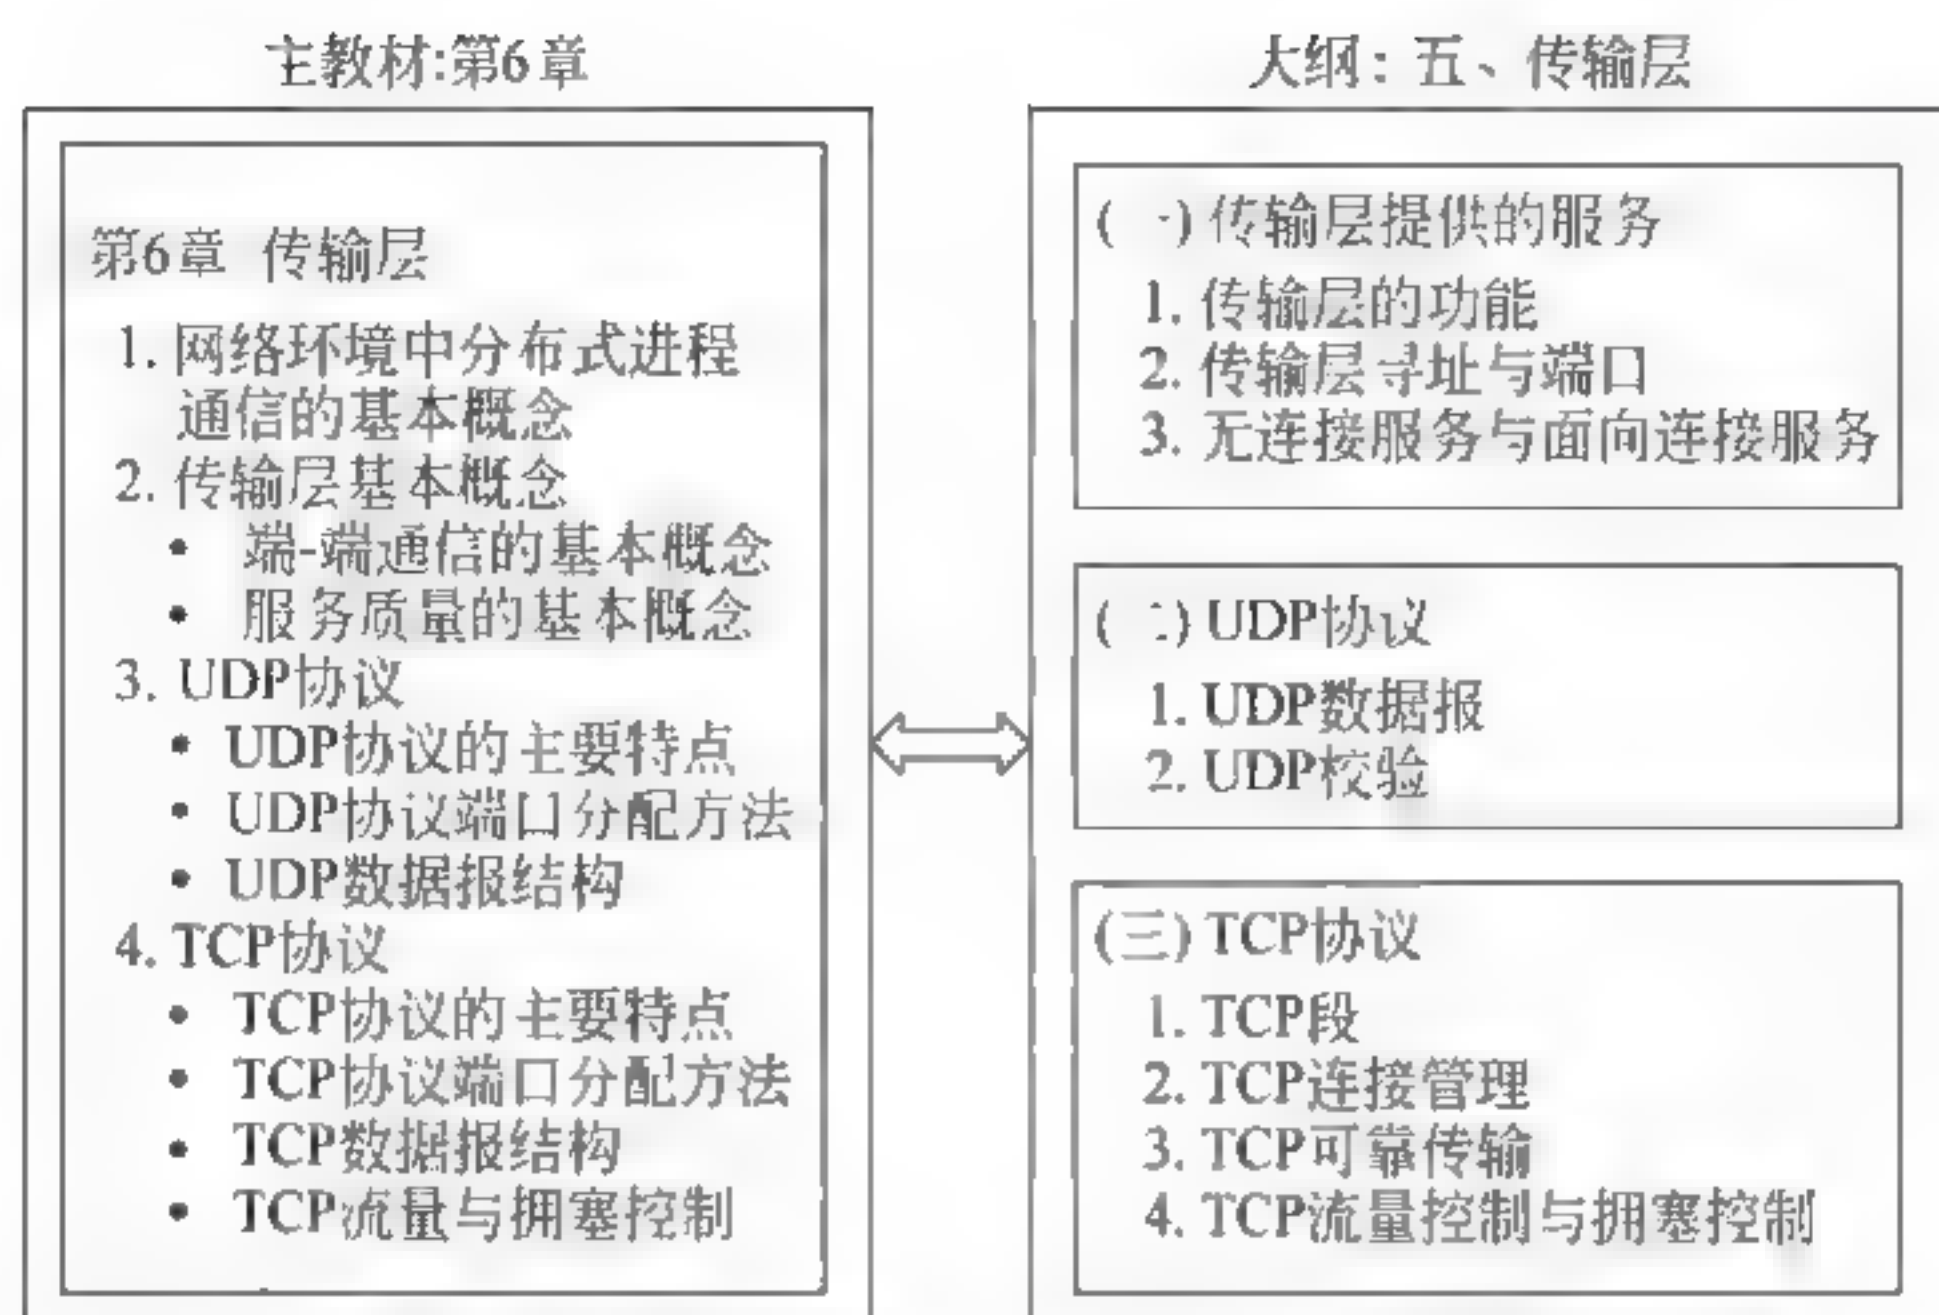 主教材:第6章
第6章 传输层
1. 网络环境中分布式进程
通信的基本概念
2. 传输层基本概念
• 端-端通信的基本概念
• 服务质量的基本概念
3. UDP协议
• UDP协议的主要特点
• UDP协议端口分配方法
• UDP数据报结构
4. TCP协议
• TCP协议的主要特点
• TCP协议端口分配方法
• TCP数据报结构
• TCP流量与拥塞控制
大纲：五、传输层
(一) 传输层提供的服务
1. 传输层的功能
2. 传输层寻址与端口
3. 无连接服务与面向连接服务
(二) UDP协议
1. UDP数据报
2. UDP校验
(三) TCP协议
1. TCP段
2. TCP连接管理
3. TCP可靠传输
4. TCP流量控制与拥塞控制